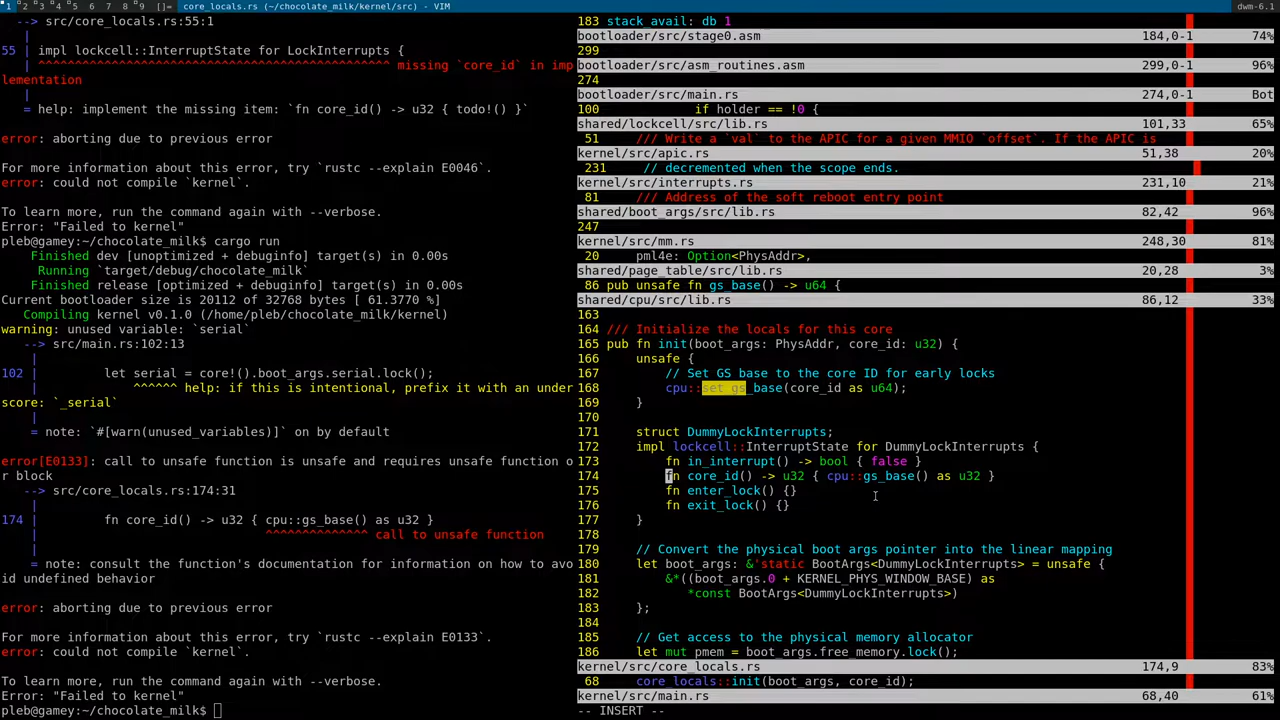 1 2 3 4 5 6 7 8 9 []= core_locals.rs (~/chocolate_milk/kernel/src) - VIM dwm-6.1
--> src/core_locals.rs:55:1
|
55 | impl lockcell::InterruptState for LockInterrupts {
| ^^^^^^^^^^^^^^^^^^^^^^^^^^^^^^^^^^^^^^^^^^^^^^^^ missing `core_id` in imp
lementation
|
= help: implement the missing item: `fn core_id() -> u32 { todo!() }`
error: aborting due to previous error
For more information about this error, try `rustc --explain E0046`.
error: could not compile `kernel`.
To learn more, run the command again with --verbose.
Error: "Failed to kernel"
pleb@gamey:~/chocolate_milk$ cargo run
Finished dev [unoptimized + debuginfo] target(s) in 0.00s
Running `target/debug/chocolate_milk`
Finished release [optimized + debuginfo] target(s) in 0.00s
Current bootloader size is 20112 of 32768 bytes [ 61.3770 %]
Compiling kernel v0.1.0 (/home/pleb/chocolate_milk/kernel)
warning: unused variable: `serial`
--> src/main.rs:102:13
|
102 | let serial = core!().boot_args.serial.lock();
| ^^^^^^ help: if this is intentional, prefix it with an under
score: `_serial`
|
= note: `#[warn(unused_variables)]` on by default
error[E0133]: call to unsafe function is unsafe and requires unsafe function o
r block
--> src/core_locals.rs:174:31
|
174 | fn core_id() -> u32 { cpu::gs_base() as u32 }
| ^^^^^^^^^^^^^^ call to unsafe function
|
= note: consult the function's documentation for information on how to avo
id undefined behavior
error: aborting due to previous error
For more information about this error, try `rustc --explain E0133`.
error: could not compile `kernel`.
To learn more, run the command again with --verbose.
Error: "Failed to kernel"
pleb@gamey:~/chocolate_milk$
183 stack_avail: db 1
bootloader/src/stage0.asm 184,0-1 74%
299
bootloader/src/asm_routines.asm 299,0-1 96%
274
bootloader/src/main.rs 274,0-1 Bot
100 if holder == !0 {
shared/lockcell/src/lib.rs 101,33 65%
51 /// Write a `val` to the APIC for a given MMIO `offset`. If the APIC is
kernel/src/apic.rs 51,38 20%
231 // decremented when the scope ends.
kernel/src/interrupts.rs 231,10 21%
81 /// Address of the soft reboot entry point
shared/boot_args/src/lib.rs 82,42 96%
247
kernel/src/mm.rs 248,30 81%
20 pml4e: Option<PhysAddr>,
shared/page_table/src/lib.rs 20,28 3%
86 pub unsafe fn gs_base() -> u64 {
shared/cpu/src/lib.rs 86,12 33%
163
164 /// Initialize the locals for this core
165 pub fn init(boot_args: PhysAddr, core_id: u32) {
166 unsafe {
167 // Set GS base to the core ID for early locks
168 cpu::set_gs_base(core_id as u64);
169 }
170
171 struct DummyLockInterrupts;
172 impl lockcell::InterruptState for DummyLockInterrupts {
173 fn in_interrupt() -> bool { false }
174 fn core_id() -> u32 { cpu::gs_base() as u32 }
175 fn enter_lock() {}
176 fn exit_lock() {}
177 }
178
179 // Convert the physical boot args pointer into the linear mapping
180 let boot_args: &'static BootArgs<DummyLockInterrupts> = unsafe {
181 &*((boot_args.0 + KERNEL_PHYS_WINDOW_BASE) as
182 *const BootArgs<DummyLockInterrupts>)
183 };
184
185 // Get access to the physical memory allocator
186 let mut pmem = boot_args.free_memory.lock();
kernel/src/core_locals.rs 174,9 83%
68 core_locals::init(boot_args, core_id);
kernel/src/main.rs 68,40 61%
-- INSERT --